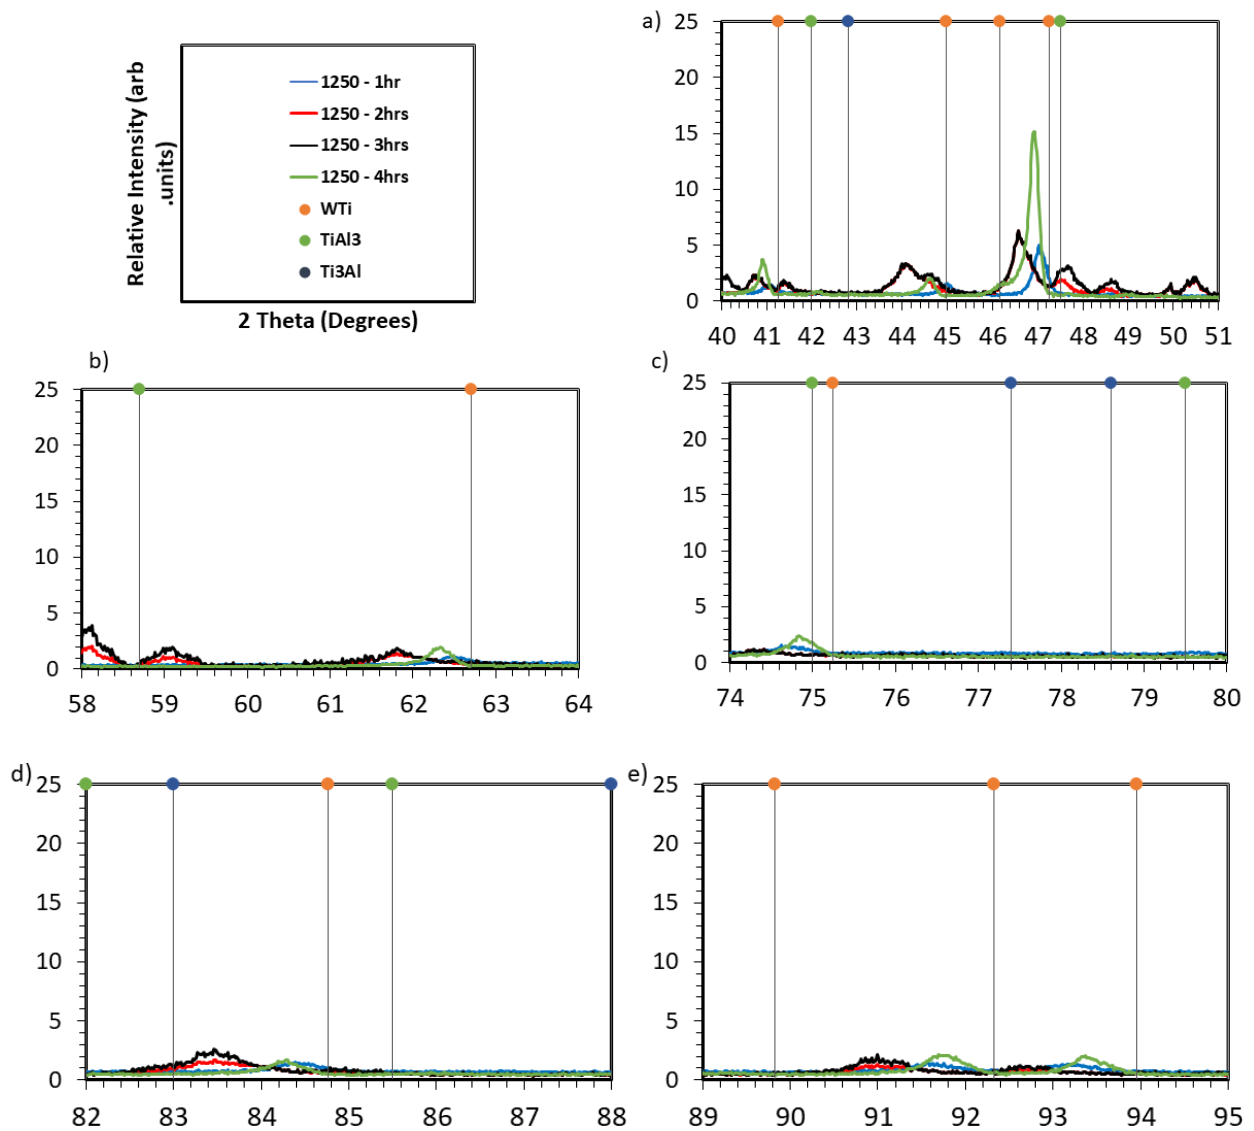 Relative Intensity (arb
.units)
1250 - 1hr
1250 - 2hrs
1250 - 3hrs
1250 - 4hrs
WTi
TiAl3
Ti3Al
2 Theta (Degrees)
a)
25
20
15
10
5
0
40 41 42 43 44 45 46 47 48 49 50 51
b)
25
20
15
10
5
0
58 59 60 61 62 63 64
c)
25
20
15
10
5
0
74 75 76 77 78 79 80
d)
25
20
15
10
5
0
82 83 84 85 86 87 88
e)
25
20
15
10
5
0
89 90 91 92 93 94 95